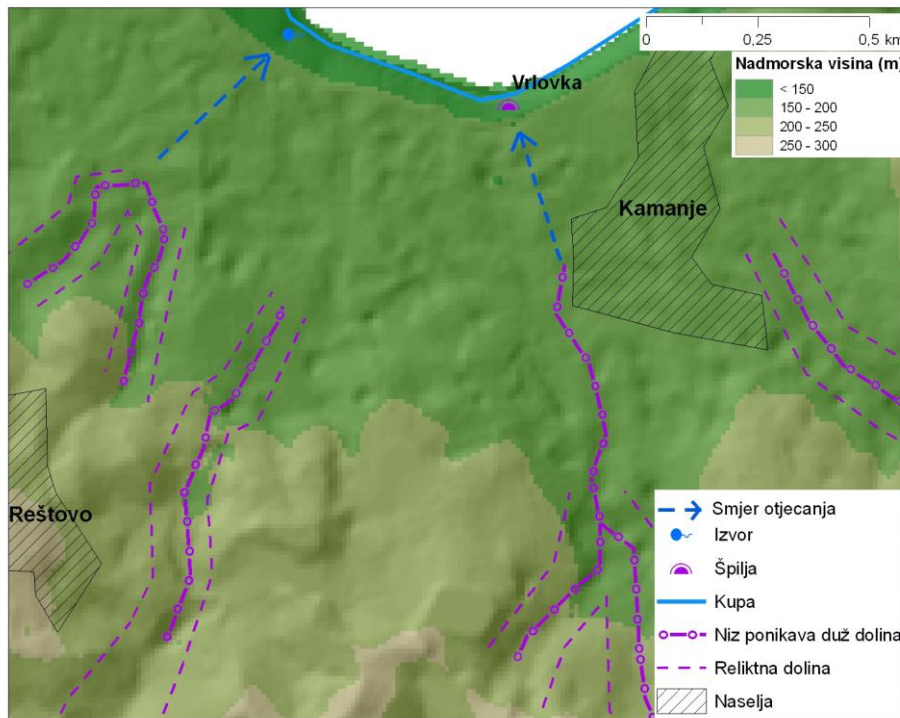 0 0,25 0,5 km
Nadmorska visina (m)
< 150
150 - 200
200 - 250
250 - 300
Vrlovka
Kamanje
Reštovo
Smjer otjecanja
Izvor
Špilja
Kupa
Niz ponikava duž dolina
Reliktna dolina
Naselja